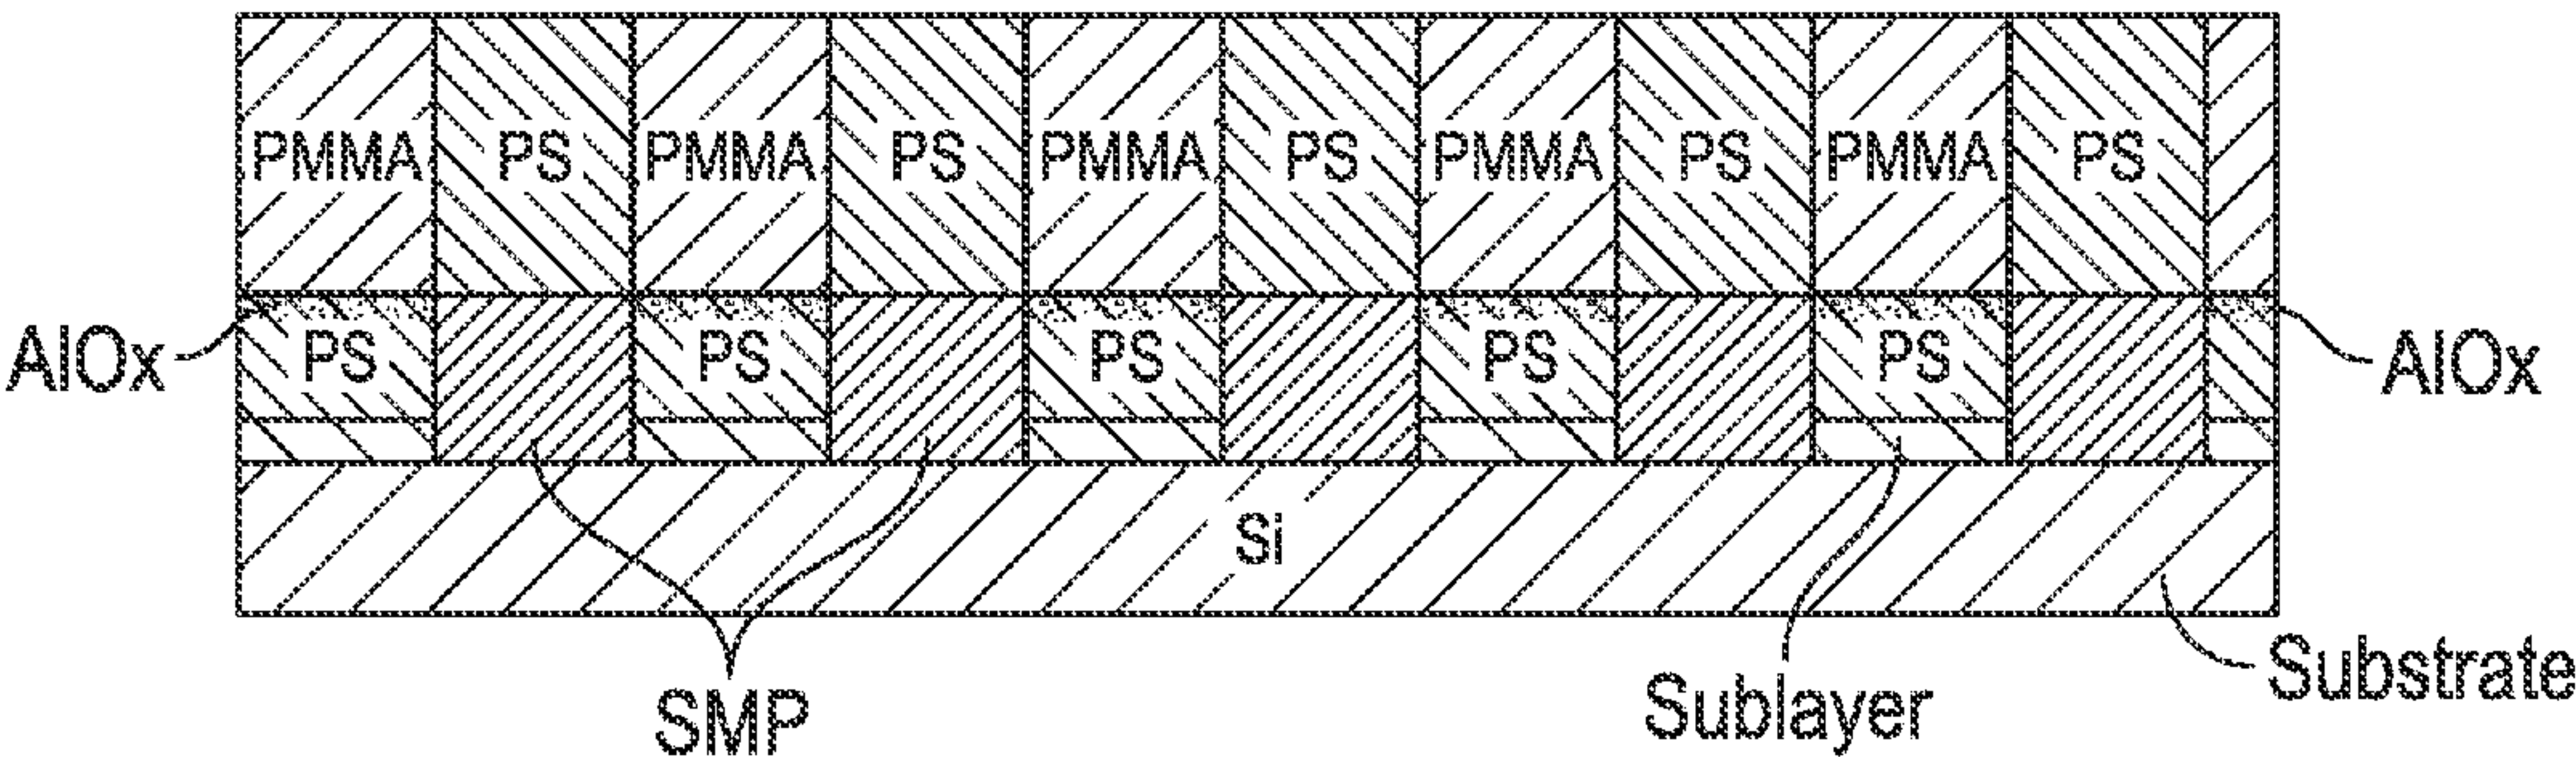 PMMA PS PMMA PS PMMA PS PMMA PS PMMA PS
AlOx PS PS PS PS PS AlOx
Si
SMP Sublayer Substrate